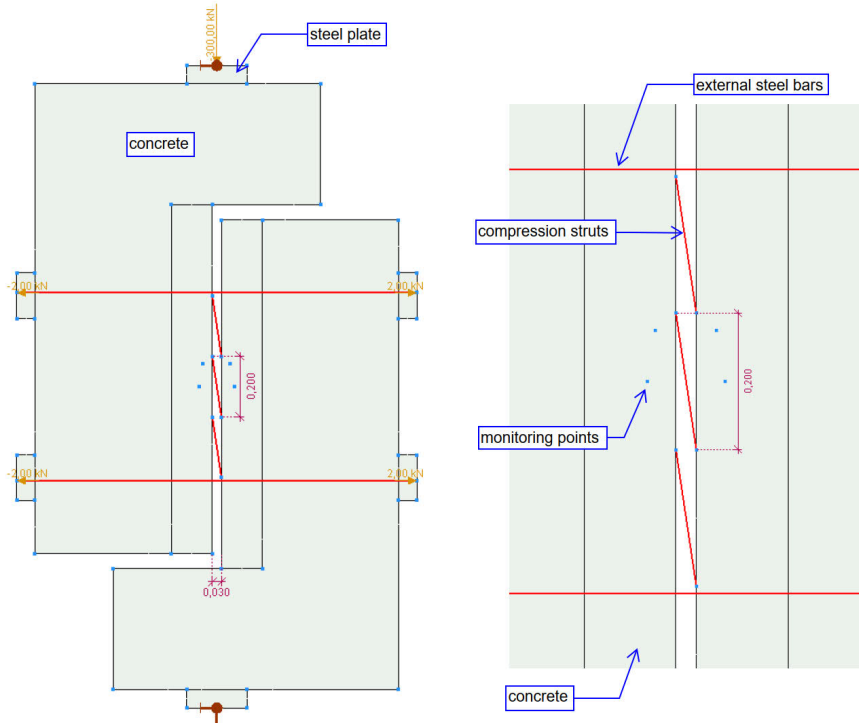 300,00 kN
steel plate
concrete
-2,00 kN
2,00 kN
0,200
-2,00 kN
2,00 kN
0,030
external steel bars
compression struts
0,200
monitoring points
concrete